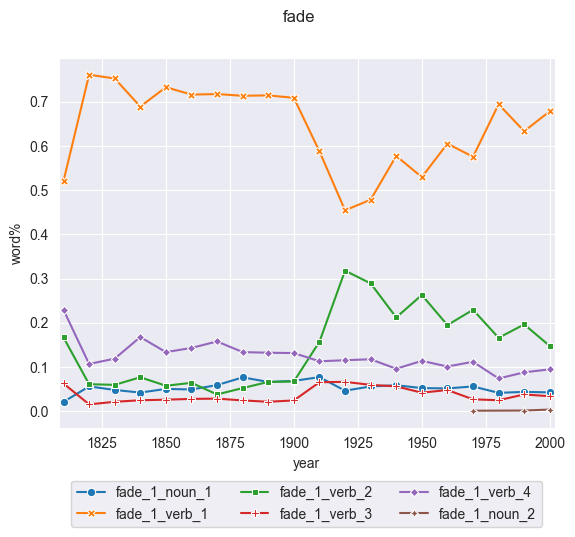 fade
word%
0.7
0.6
0.5
0.4
0.3
0.2
0.1
0.0
1825 1850 1875 1900 1925 1950 1975 2000
year
fade_1_noun_1 fade_1_verb_2 fade_1_verb_4
fade_1_verb_1 fade_1_verb_3 fade_1_noun_2